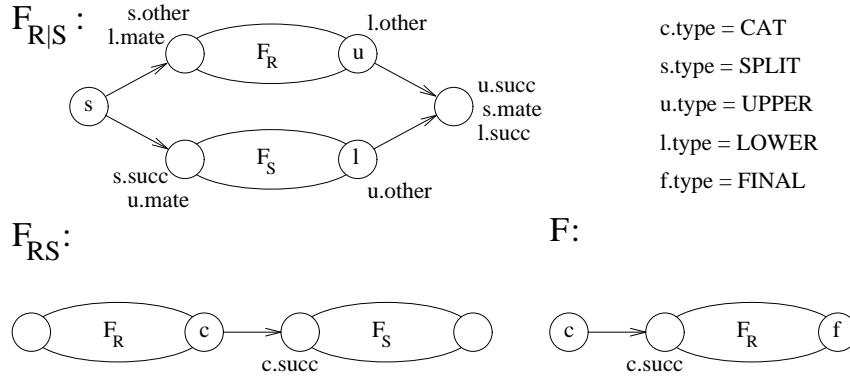 F_{R|S} :
s.other
l.mate
F_R
u
l.other
s
u.succ
s.mate
l.succ
F_S
l
s.succ
u.mate
u.other
c.type = CAT
s.type = SPLIT
u.type = UPPER
l.type = LOWER
f.type = FINAL
F_{RS} :
F_R
c
F_S
c.succ
F:
c
F_R
f
c.succ